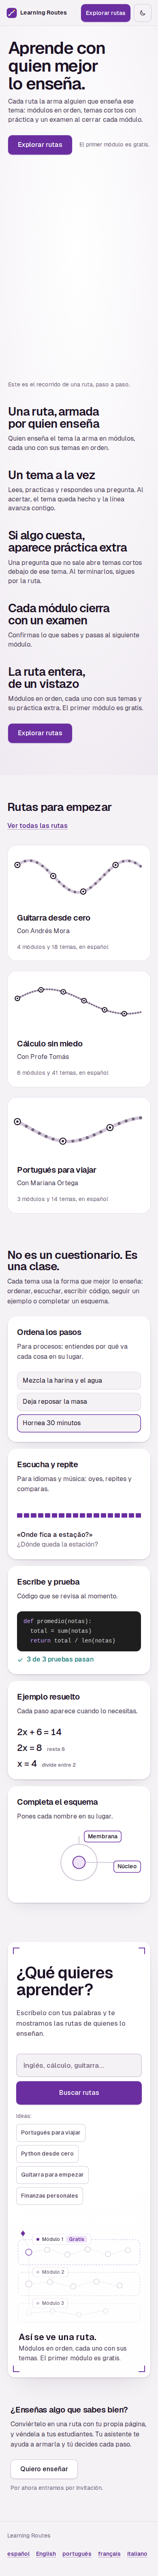 Learning Routes
Explorar rutas
Aprende con
quien mejor
lo enseña.
Cada ruta la arma alguien que enseña ese
tema: módulos en orden, temas cortos con
práctica y un examen al cerrar cada módulo.
Explorar rutas
El primer módulo es gratis.
Este es el recorrido de una ruta, paso a paso.
Una ruta, armada
por quien enseña
Quien enseña el tema la arma en módulos,
cada uno con sus temas en orden.
Un tema a la vez
Lees, practicas y respondes una pregunta. Al
acertar, el tema queda hecho y la línea
avanza contigo.
Si algo cuesta,
aparece práctica extra
Una pregunta que no sale abre temas cortos
debajo de ese tema. Al terminarlos, sigues
por la ruta.
Cada módulo cierra
con un examen
Confirmas lo que sabes y pasas al siguiente
módulo.
La ruta entera,
de un vistazo
Módulos en orden, cada uno con sus temas y
su práctica extra. El primer módulo es gratis.
Explorar rutas
Rutas para empezar
Ver todas las rutas
Guitarra desde cero
Con Andrés Mora
4 módulos y 18 temas, en español
Cálculo sin miedo
Con Profe Tomás
6 módulos y 41 temas, en español
Portugués para viajar
Con Mariana Ortega
3 módulos y 14 temas, en español
No es un cuestionario. Es
una clase.
Cada tema usa la forma que mejor lo enseña:
ordenar, escuchar, escribir código, seguir un
ejemplo o completar un esquema.
Ordena los pasos
Para procesos: entiendes por qué va
cada cosa en su lugar.
Mezcla la harina y el agua
Deja reposar la masa
Hornea 30 minutos
Escucha y repite
Para idiomas y música: oyes, repites y
comparas.
«Onde fica a estação?»
¿Dónde queda la estación?
Escribe y prueba
Código que se revisa al momento.
def promedio(notas):
total = sum(notas)
return total / len(notas)
3 de 3 pruebas pasan
Ejemplo resuelto
Cada paso aparece cuando lo necesitas.
2x + 6 = 14
2x = 8 resta 6
x = 4 divide entre 2
Completa el esquema
Pones cada nombre en su lugar.
Membrana
Núcleo
¿Qué quieres
aprender?
Escríbelo con tus palabras y te
mostramos las rutas de quienes lo
enseñan.
Inglés, cálculo, guitarra...
Buscar rutas
Ideas:
Portugués para viajar
Python desde cero
Guitarra para empezar
Finanzas personales
Módulo 1 Gratis
Módulo 2
Módulo 3
Así se ve una ruta.
Módulos en orden, cada uno con sus
temas. El primer módulo es gratis.
¿Enseñas algo que sabes bien?
Conviértelo en una ruta con tu propia página,
y véndela a tus estudiantes. Tu asistente te
ayuda a armarla y tú decides cada paso.
Quiero enseñar
Por ahora entramos por invitación.
Learning Routes
español English português français italiano